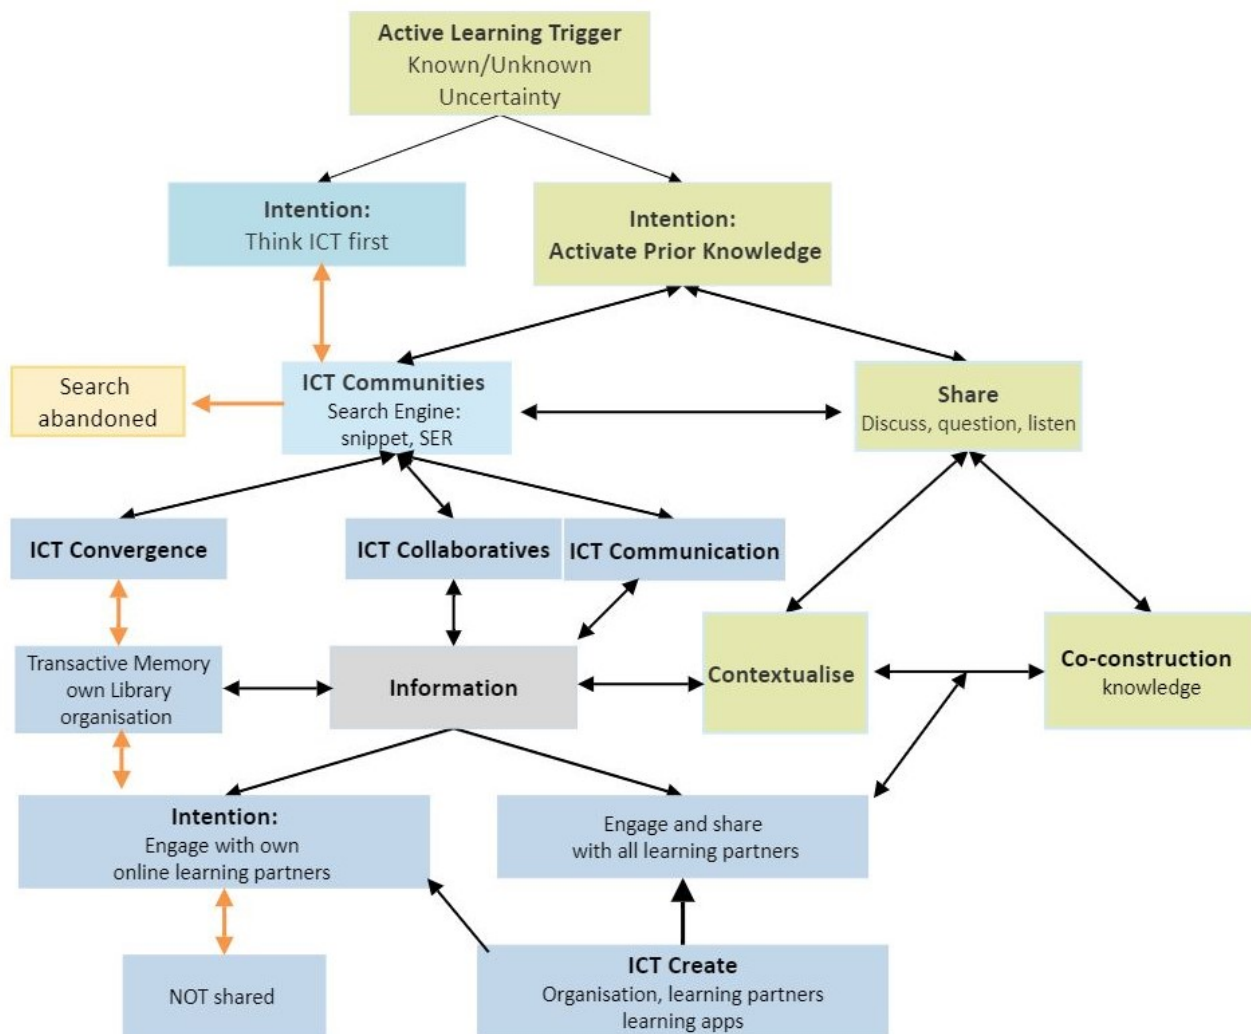 Active Learning Trigger
Known/Unknown
Uncertainty
Intention:
Think ICT first
Intention:
Activate Prior Knowledge
Search
abandoned
ICT Communities
Search Engine:
snippet, SER
Share
Discuss, question, listen
ICT Convergence
ICT Collaboratives
ICT Communication
Transactive Memory
own Library
organisation
Information
Contextualise
Co-construction
knowledge
Intention:
Engage with own
online learning partners
Engage and share
with all learning partners
NOT shared
ICT Create
Organisation, learning partners
learning apps